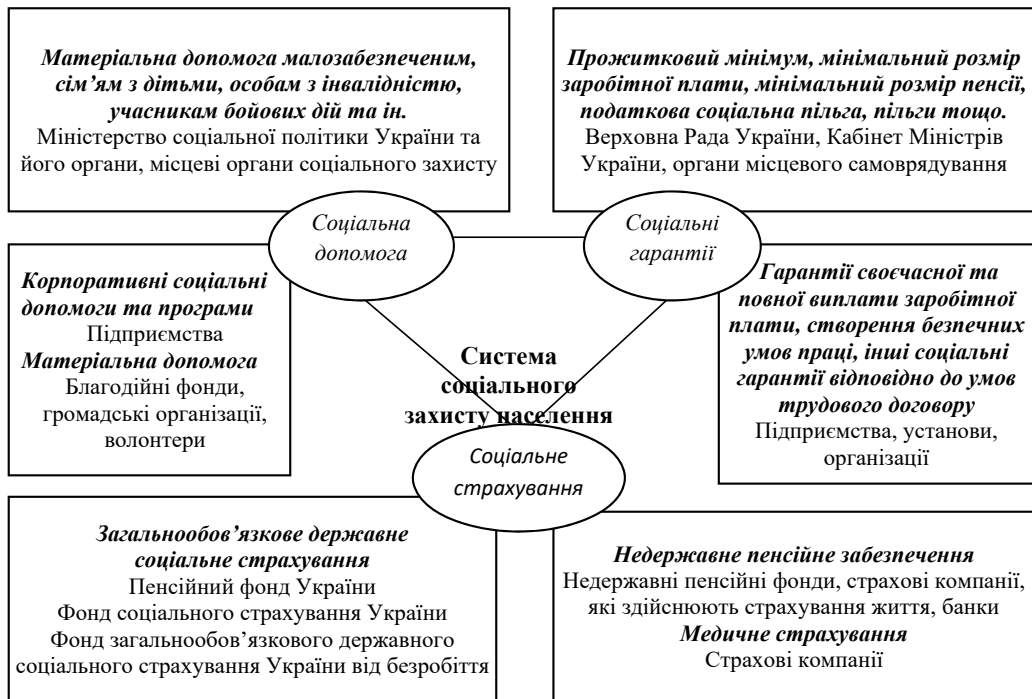 Матеріальна допомога малозабезпеченим,
сім’ям з дітьми, особам з інвалідністю,
учасникам бойових дій та ін.
Міністерство соціальної політики України та
його органи, місцеві органи соціального захисту
Прожитковий мінімум, мінімальний розмір
заробітної плати, мінімальний розмір пенсії,
податкова соціальна пільга, пільги тощо.
Верховна Рада України, Кабінет Міністрів
України, органи місцевого самоврядування
Соціальна
допомога
Соціальні
гарантії
Корпоративні соціальні
допомоги та програми
Підприємства
Матеріальна допомога
Благодійні фонди,
громадські організації,
волонтери
Система
соціального
захисту населення
Гарантії своєчасної та
повної виплати заробітної
плати, створення безпечних
умов праці, інші соціальні
гарантії відповідно до умов
трудового договору
Підприємства, установи,
організації
Соціальне
страхування
Загальнообов’язкове державне
соціальне страхування
Пенсійний фонд України
Фонд соціального страхування України
Фонд загальнообов’язкового державного
соціального страхування України від безробіття
Недержавне пенсійне забезпечення
Недержавні пенсійні фонди, страхові компанії,
які здійснюють страхування життя, банки
Медичне страхування
Страхові компанії